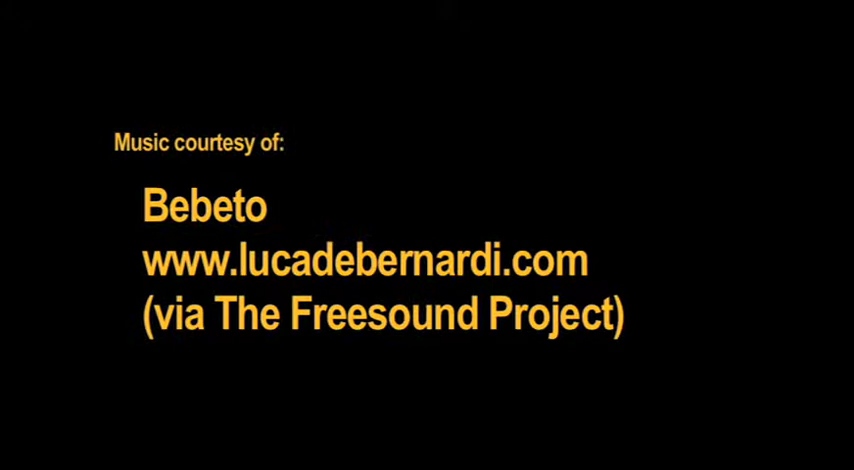 Music courtesy of:
Bebeto
www.lucadebernardi.com
(via The Freesound Project)